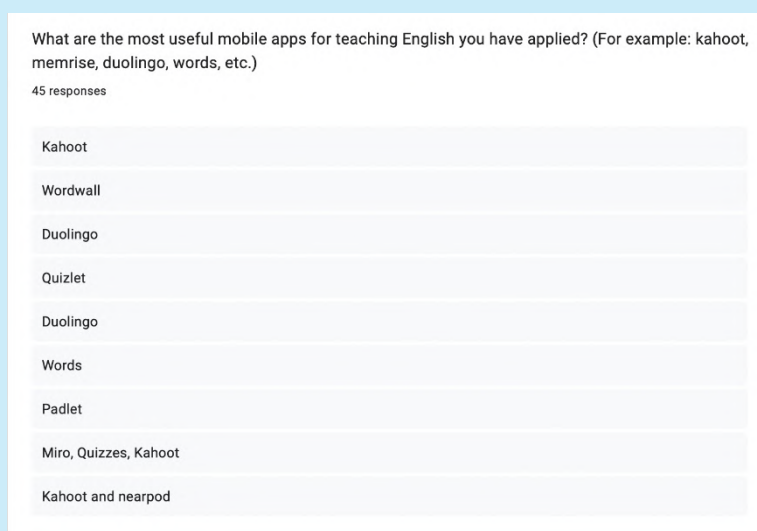 What are the most useful mobile apps for teaching English you have applied? (For example: kahoot,
memrise, duolingo, words, etc.)
45 responses
Kahoot
Wordwall
Duolingo
Quizlet
Duolingo
Words
Padlet
Miro, Quizzes, Kahoot
Kahoot and nearpod